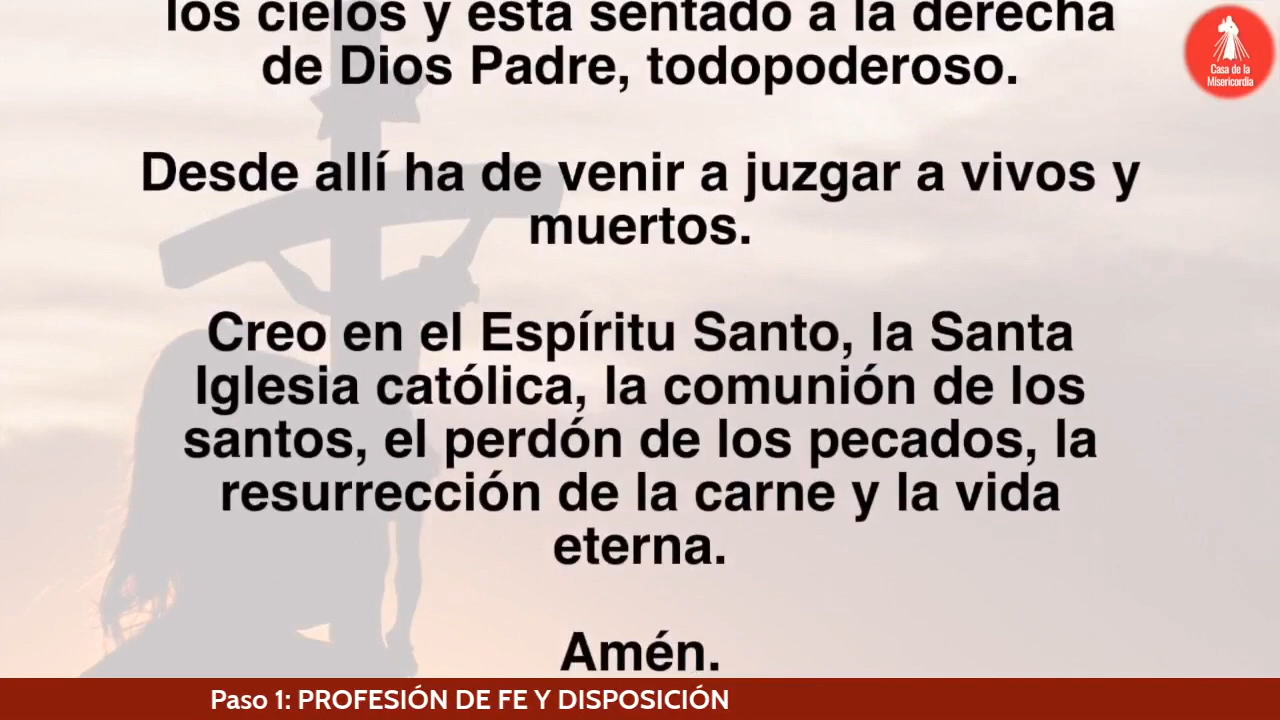 los cielos y está sentado a la derecha
de Dios Padre, todopoderoso.
Desde allí ha de venir a juzgar a vivos y
muertos.
Creo en el Espíritu Santo, la Santa
Iglesia católica, la comunión de los
santos, el perdón de los pecados, la
resurrección de la carne y la vida
eterna.
Amén.
Casa de la
Misericordia
Paso 1: PROFESIÓN DE FE Y DISPOSICIÓN